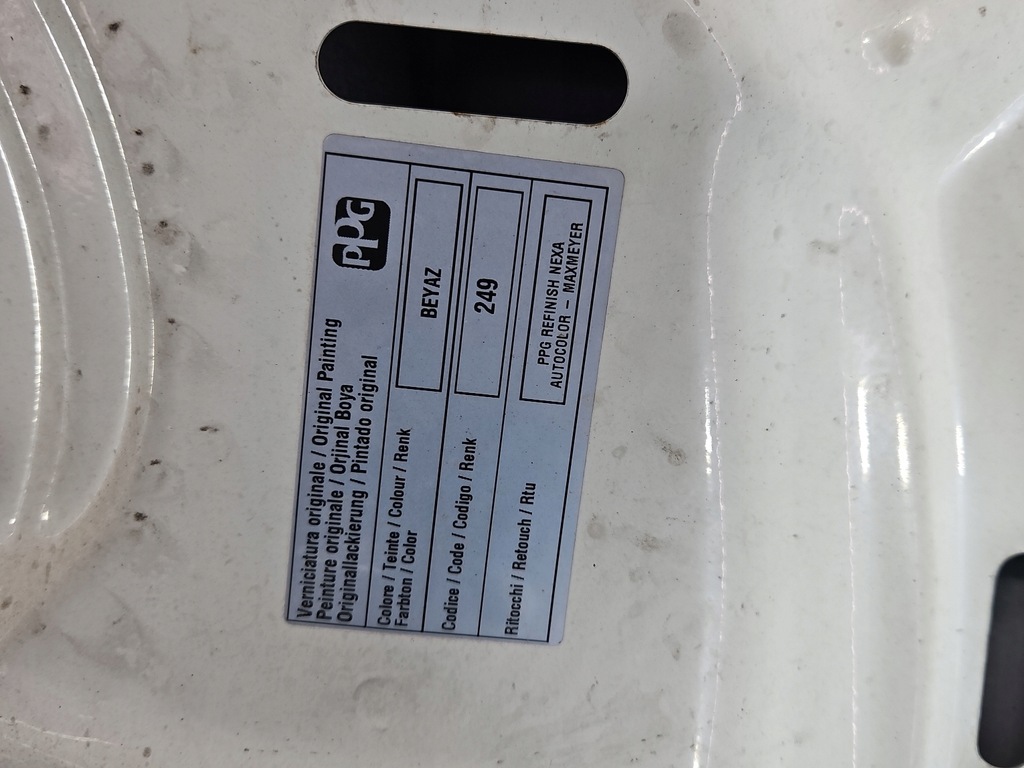 Verniciatura originale / Original Painting
Peinture originale / Orjinal Boya
Originallackierung / Pintado original
PPG
Colore / Teinte / Colour / Renk
Farbton / Color
BEYAZ
Codice / Code / Codigo / Renk
249
Ritocchi / Retouch / Rtu
PPG REFINISH NEXA
AUTOCOLOR – MAXMEYER